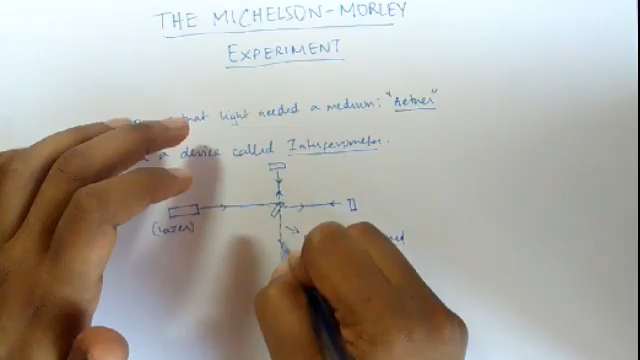 THE MICHELSON-MORLEY
EXPERIMENT
that light needed a medium: "Aether"
a device called Interferometer.
(Laser)